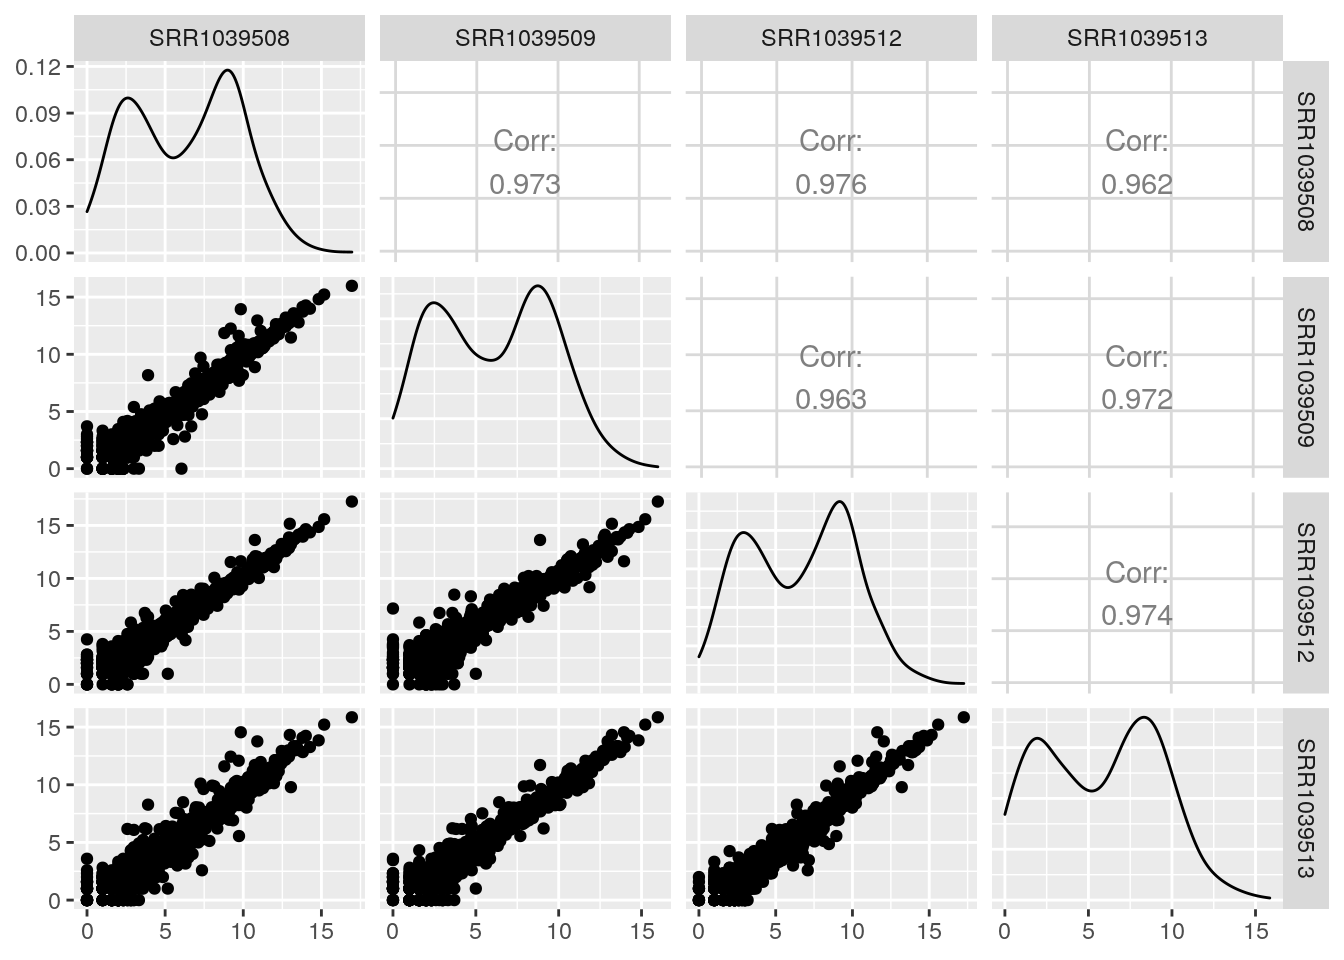 SRR1039508 SRR1039509 SRR1039512 SRR1039513
0.12
0.09
0.06
0.03
0.00
Corr: Corr: Corr:
0.973 0.976 0.962
SRR1039508
15
10
5
0
Corr: Corr:
0.963 0.972
SRR1039509
15
10
5
0
Corr:
0.974
SRR1039512
15
10
5
0
SRR1039513
0 5 10 15 0 5 10 15 0 5 10 15 0 5 10 15